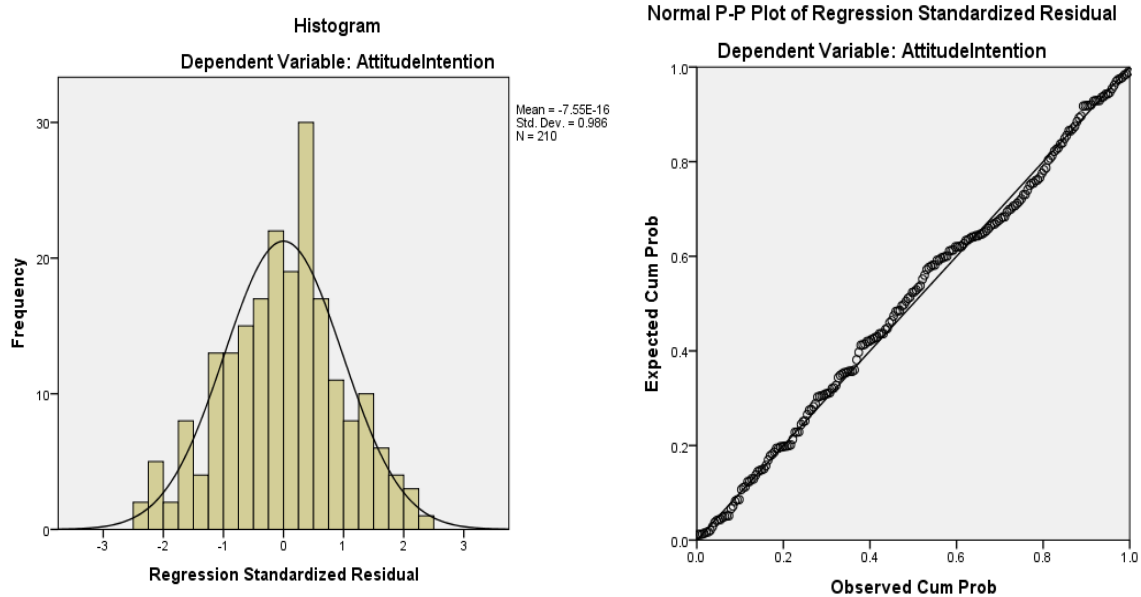 Histogram
Dependent Variable: AttitudeIntention
Mean = -7.55E-16
Std. Dev. = 0.986
N = 210
Frequency
30
20
10
0
-3 -2 -1 0 1 2 3
Regression Standardized Residual
Normal P-P Plot of Regression Standardized Residual
Dependent Variable: AttitudeIntention
Expected Cum Prob
1.0
0.8
0.6
0.4
0.2
0.0
0.0 0.2 0.4 0.6 0.8 1.0
Observed Cum Prob